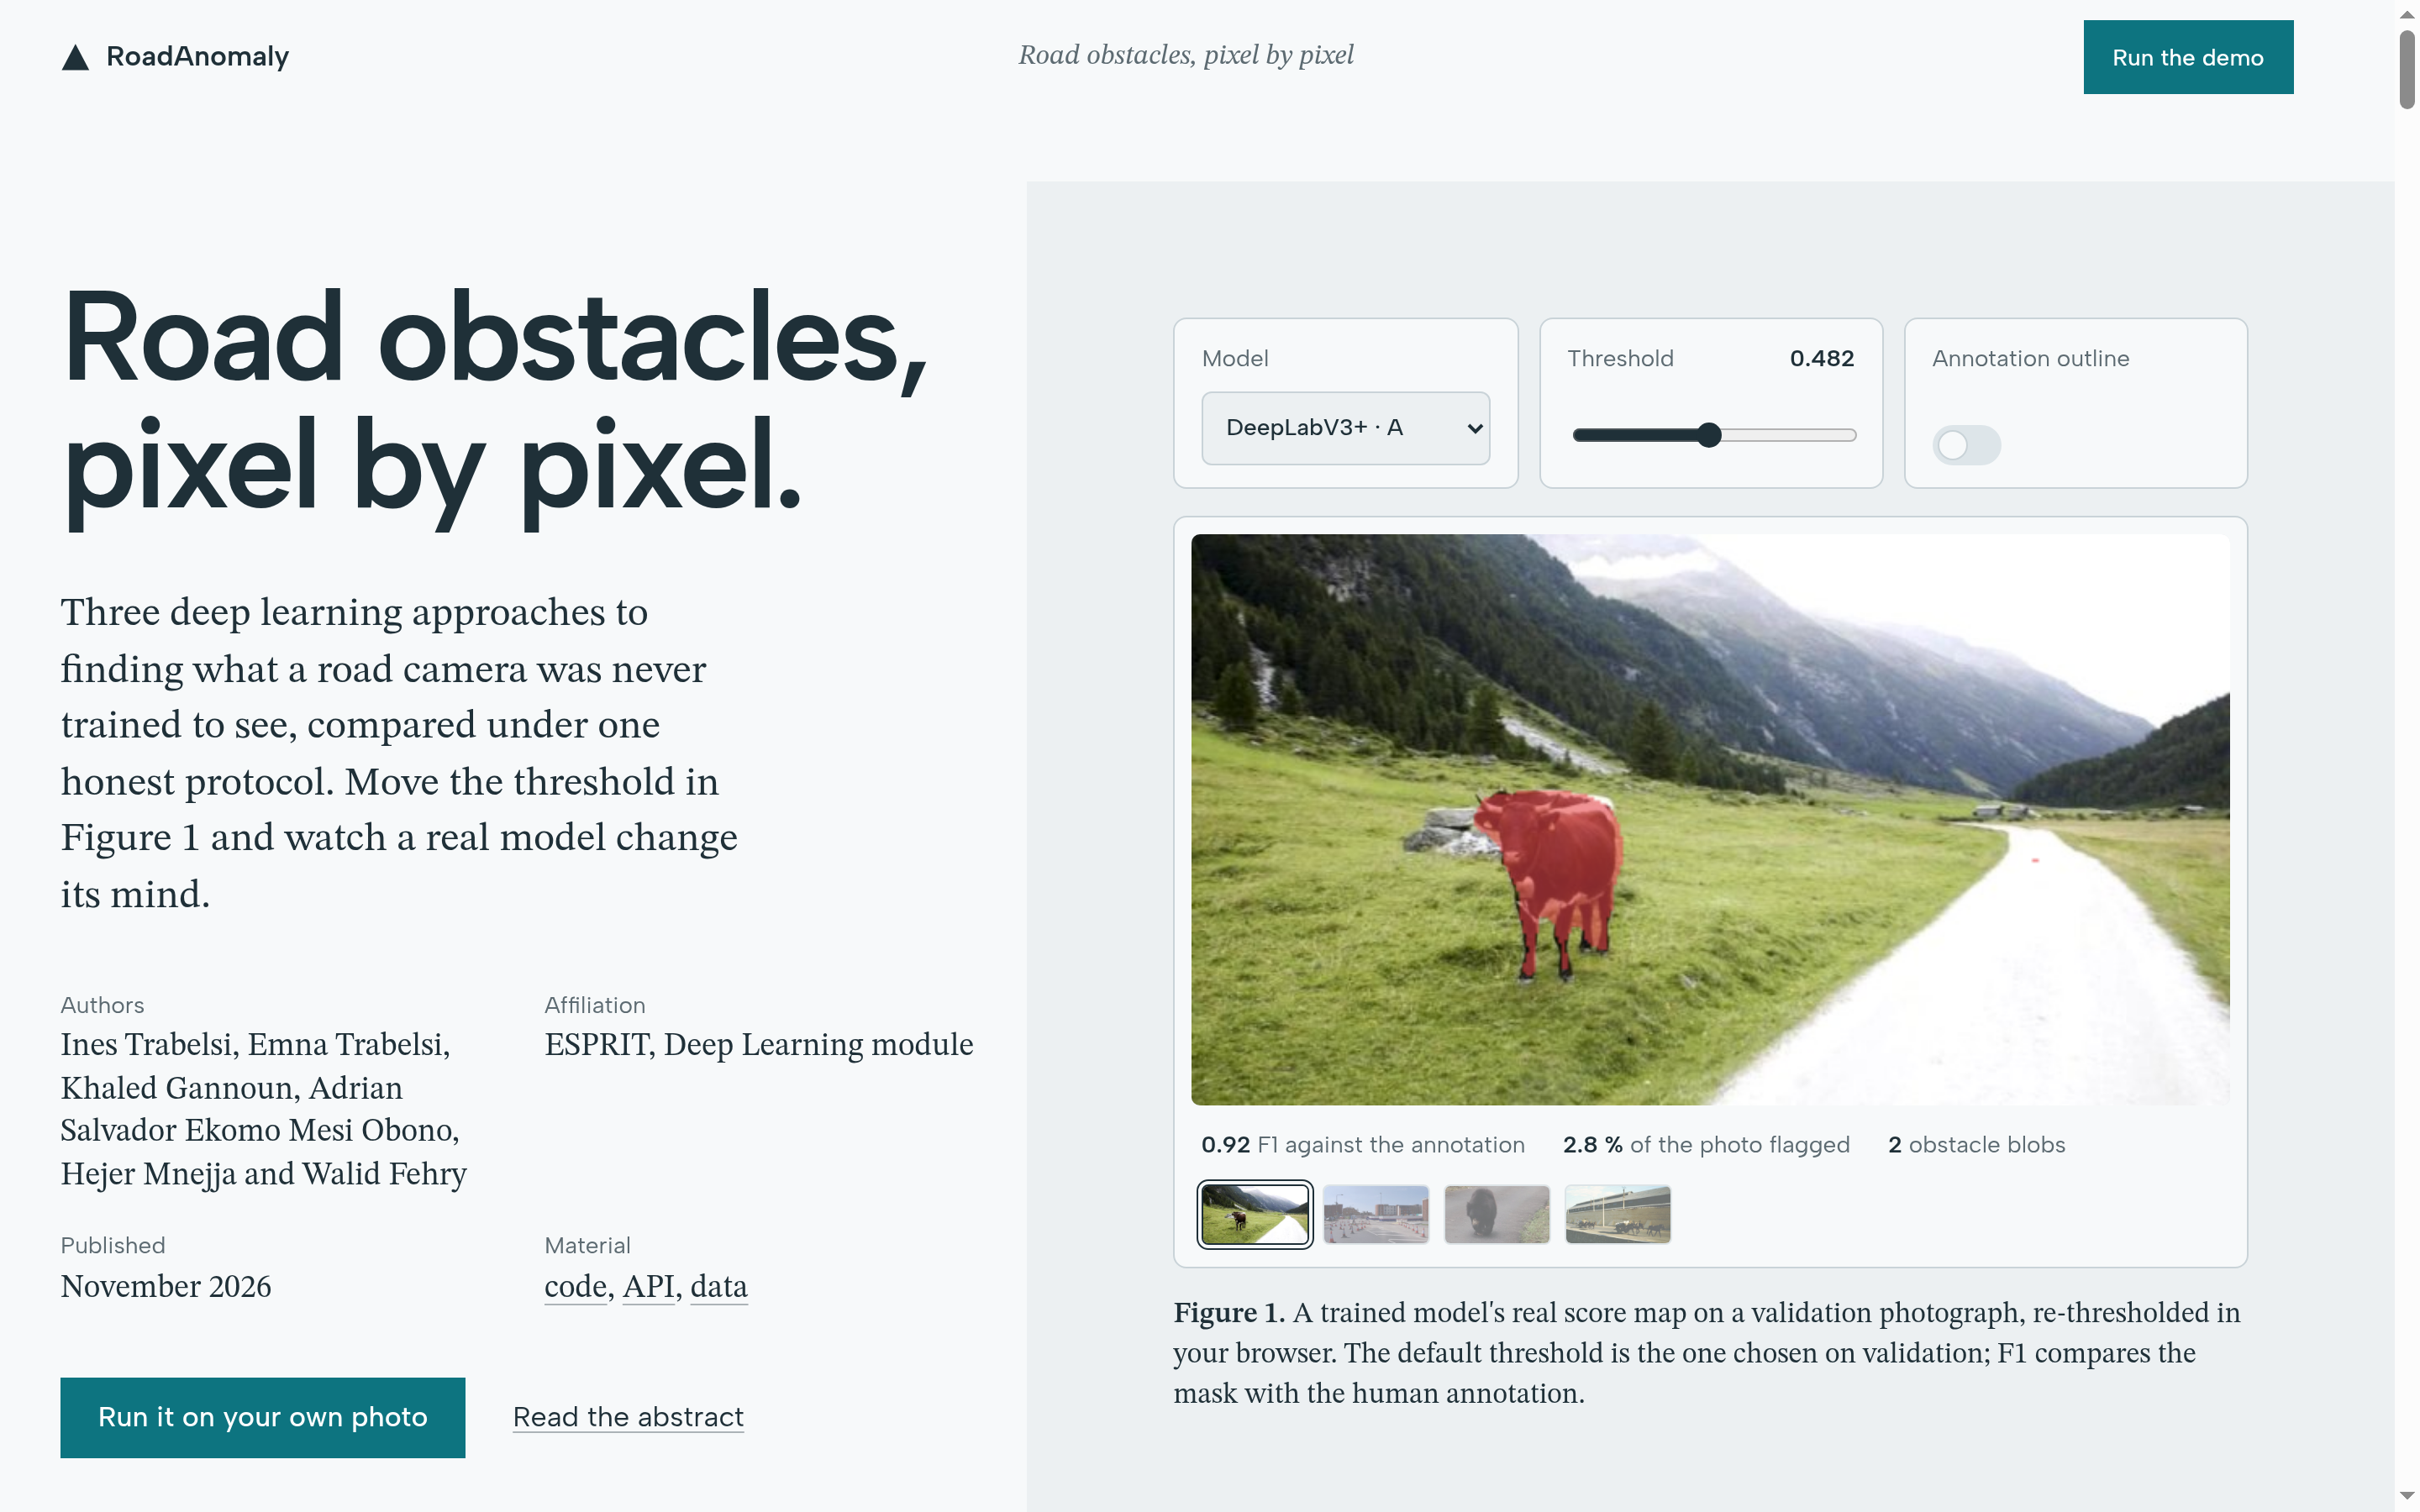 RoadAnomaly
Road obstacles, pixel by pixel
Run the demo
Road obstacles,
pixel by pixel.
Three deep learning approaches to
finding what a road camera was never
trained to see, compared under one
honest protocol. Move the threshold in
Figure 1 and watch a real model change
its mind.
Authors
Ines Trabelsi, Emna Trabelsi,
Khaled Gannoun, Adrian
Salvador Ekomo Mesi Obono,
Hejer Mnejja and Walid Fehry
Affiliation
ESPRIT, Deep Learning module
Published
November 2026
Material
code, API, data
Run it on your own photo
Read the abstract
Model
DeepLabV3+ · A
Threshold
0.482
Annotation outline
0.92 F1 against the annotation
2.8 % of the photo flagged
2 obstacle blobs
Figure 1. A trained model's real score map on a validation photograph, re-thresholded in
your browser. The default threshold is the one chosen on validation; F1 compares the
mask with the human annotation.